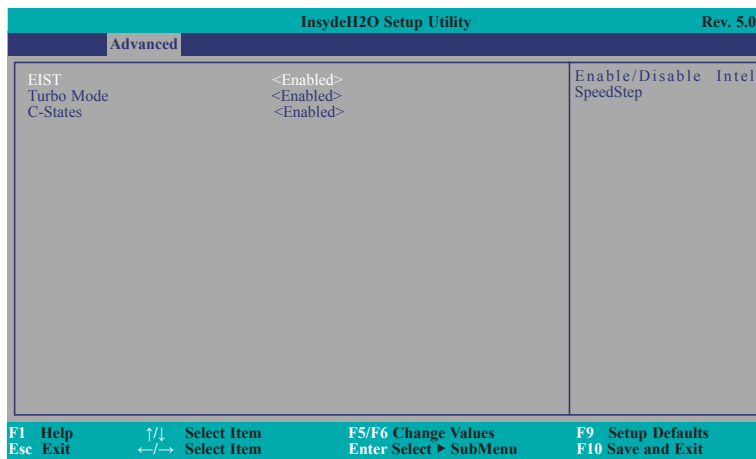 InsydeH2O Setup Utility Rev. 5.0
Advanced
EIST <Enabled>
Turbo Mode <Enabled>
C-States <Enabled>
Enable/Disable Intel
SpeedStep
F1 Help ↑/↓ Select Item F5/F6 Change Values F9 Setup Defaults
Esc Exit ←/→ Select Item Enter Select ▶ SubMenu F10 Save and Exit